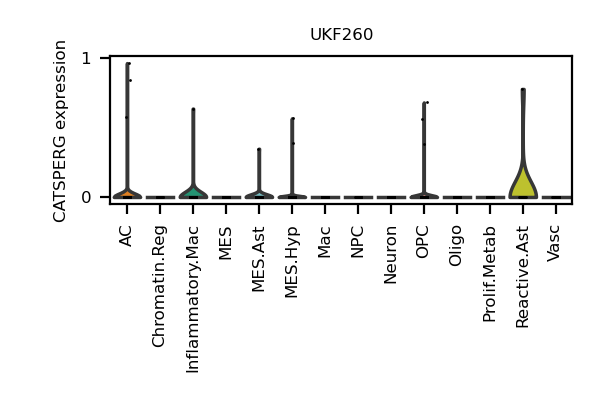 UKF260
CATSPERG expression
1
0
AC
Chromatin.Reg
Inflammatory.Mac
MES
MES.Ast
MES.Hyp
Mac
NPC
Neuron
OPC
Oligo
Prolif.Metab
Reactive.Ast
Vasc